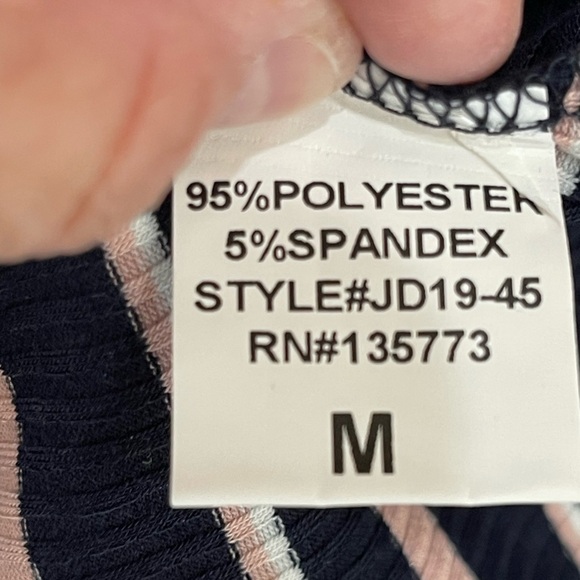 95%POLYESTER
5%SPANDEX
STYLE#JD19-45
RN#135773
M